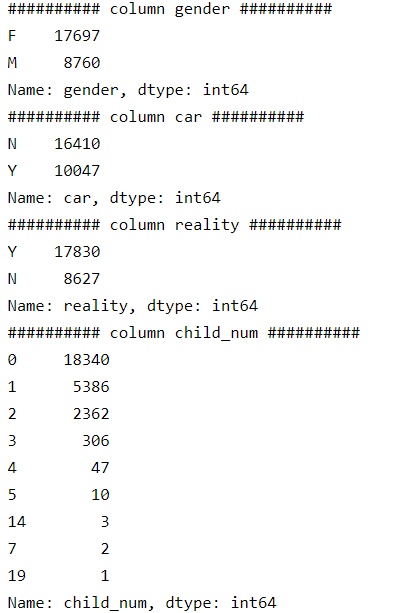 ########## column gender ##########
F    17697
M     8760
Name: gender, dtype: int64
########## column car ##########
N    16410
Y    10047
Name: car, dtype: int64
########## column reality ##########
Y    17830
N     8627
Name: reality, dtype: int64
########## column child_num ##########
0     18340
1      5386
2      2362
3       306
4        47
5        10
14        3
7         2
19        1
Name: child_num, dtype: int64